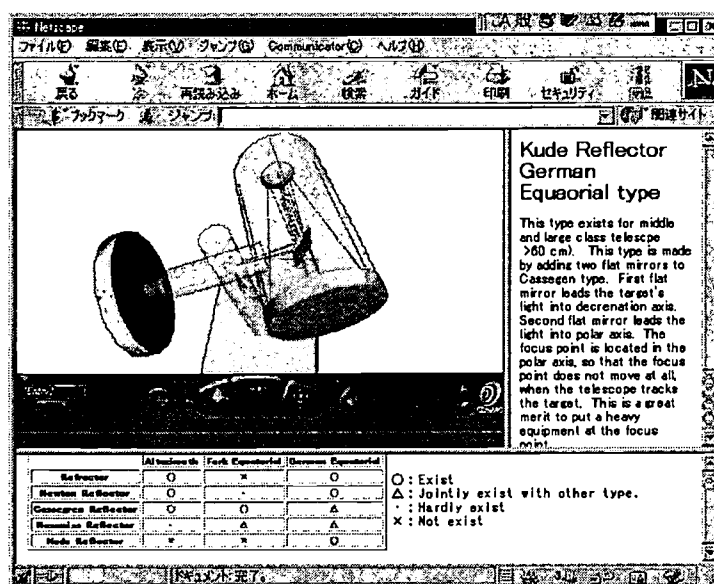 Netscape
ファイル(F) 編集(E) 表示(V) ジャンプ(G) Communicator(C) ヘルプ(H)
戻る 再読み込み ホーム 検索 ガイド 印刷 セキュリティ 停止
ブックマーク ジャンプ: 関連サイト
Kude Reflector
German
Equaorial type
This type exists for middle
and large class telescpe
>60 cm). This type is made
by adding two flat mirrors to
Cassegen type. First flat
mirror leads the target's
light into decrenation axis.
Second flat mirror leads the
light into polar axis. The
focus point is located in the
polar axis, so that the focus
point does not move at all,
when the telescope tracks
the target. This is a great
merit to put a heavy
equipment at the focus
point
Altazimuth Fork Equatorial German Equatorial
Refractor ○ × ○
Newton Reflector ○ · ○
Cassegren Reflector ○ ○ △
Nasmiss Reflector · △ △
Kude Reflector × × ○
○ : Exist
△ : Jointly exist with other type.
· : Hardly exist
× : Not exist
ドキュメント: 完了。